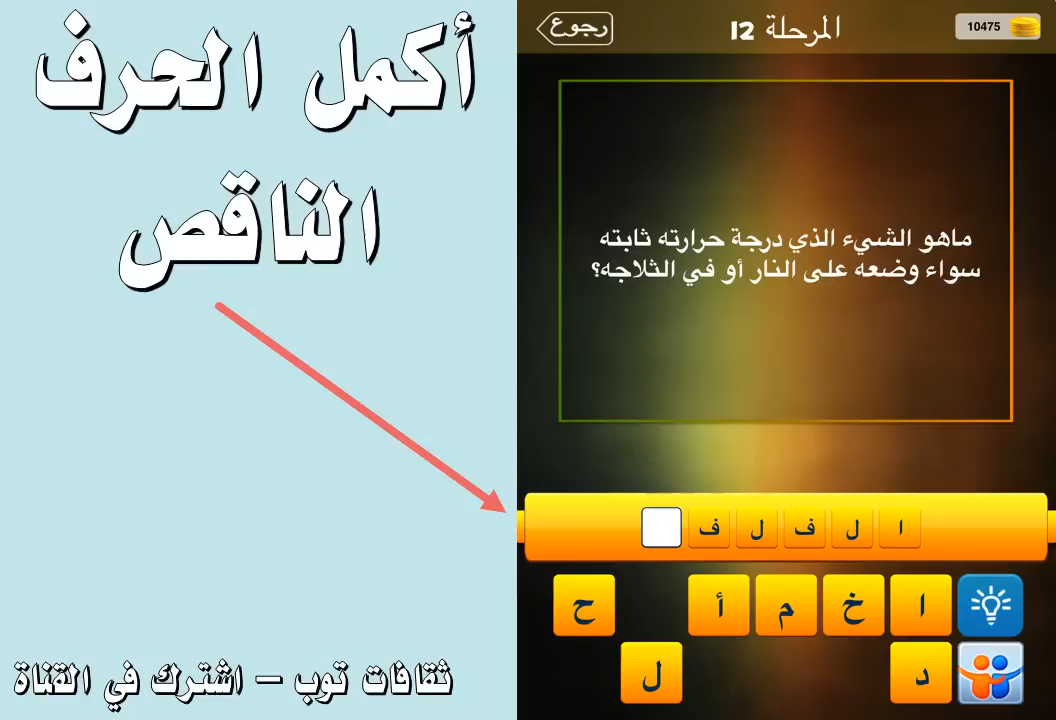 أكمل الحرف
الناقص
ثقافات توب – اشترك في القناة
رجوع
المرحلة 12
10475
ماهو الشيء الذي درجة حرارته ثابته
سواء وضعه على النار أو في الثلاجه؟
ا ل ف ل ف
ا خ م أ ح
د ل